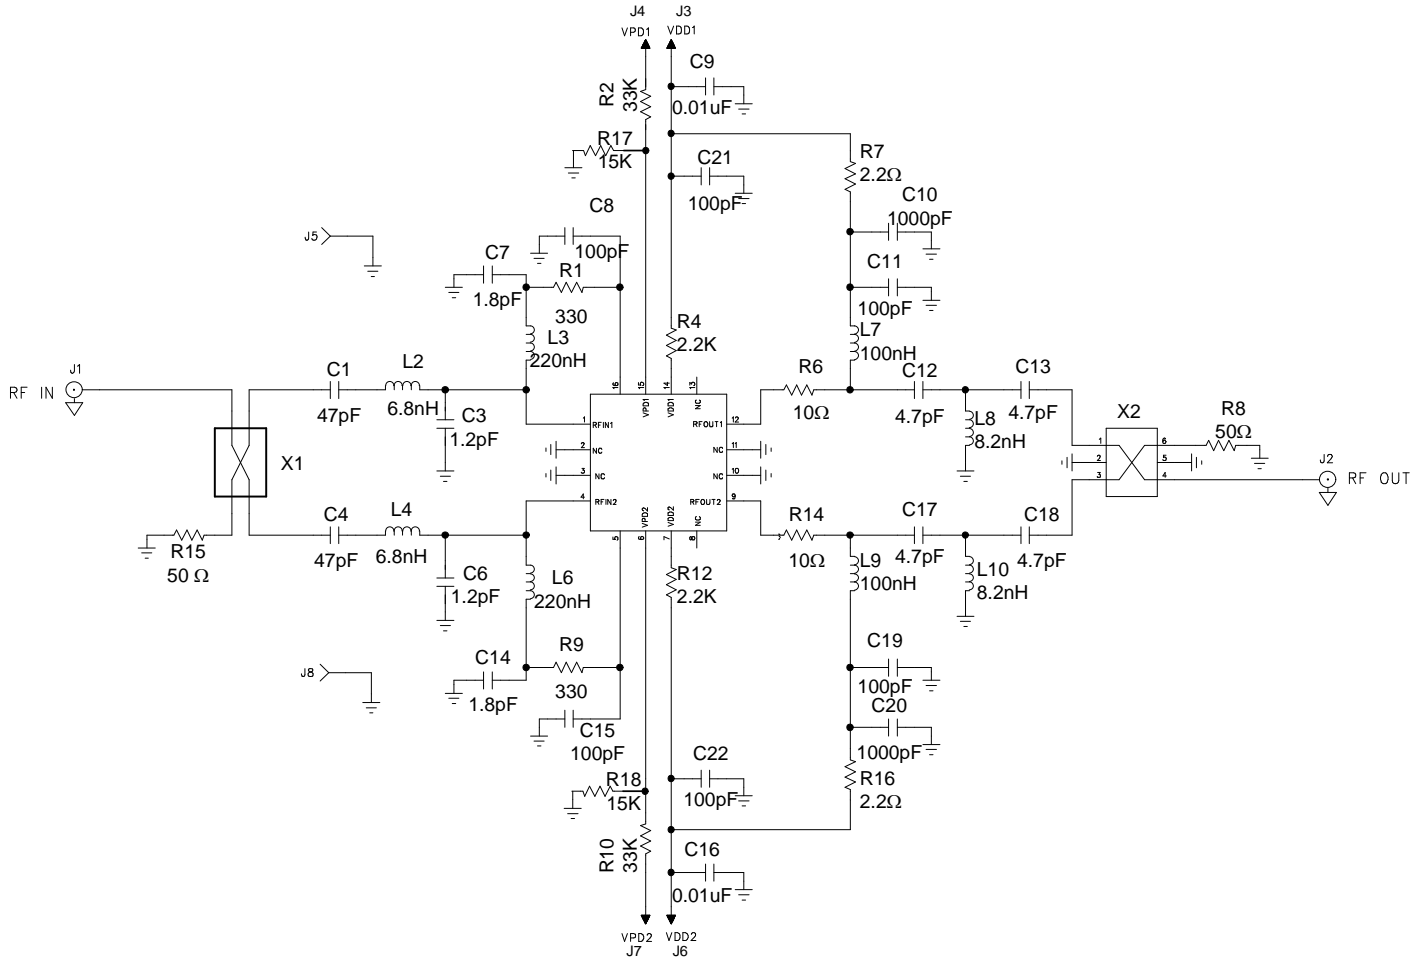 J4
J3
VPD1
VDD1
C9
0.01uF
R2
33K
R17
15K
C21
100pF
R7
2.2Ω
C8
100pF
C10
1000pF
J5
C7
1.8pF
R1
330
C11
100pF
L3
220nH
R4
2.2K
L7
100nH
J1
RF IN
C1
47pF
L2
6.8nH
C3
1.2pF
R6
10Ω
C12
4.7pF
C13
4.7pF
L8
8.2nH
X2
R8
50Ω
J2
RF OUT
16
15
14
13
VPD1
VDD1
NC
1
RFIN1
RFOUT1
12
2
NC
NC
11
3
NC
NC
10
4
RFIN2
RFOUT2
9
VPD2
VDD2
NC
5
6
7
8
1
2
3
6
5
4
X1
R15
50 Ω
C4
47pF
L4
6.8nH
C6
1.2pF
L6
220nH
R12
2.2K
R14
10Ω
C17
4.7pF
C18
4.7pF
L9
100nH
L10
8.2nH
J8
C14
1.8pF
R9
330
C15
100pF
C19
100pF
C20
1000pF
R18
15K
C22
100pF
R16
2.2Ω
R10
33K
C16
0.01uF
VPD2
VDD2
J7
J6